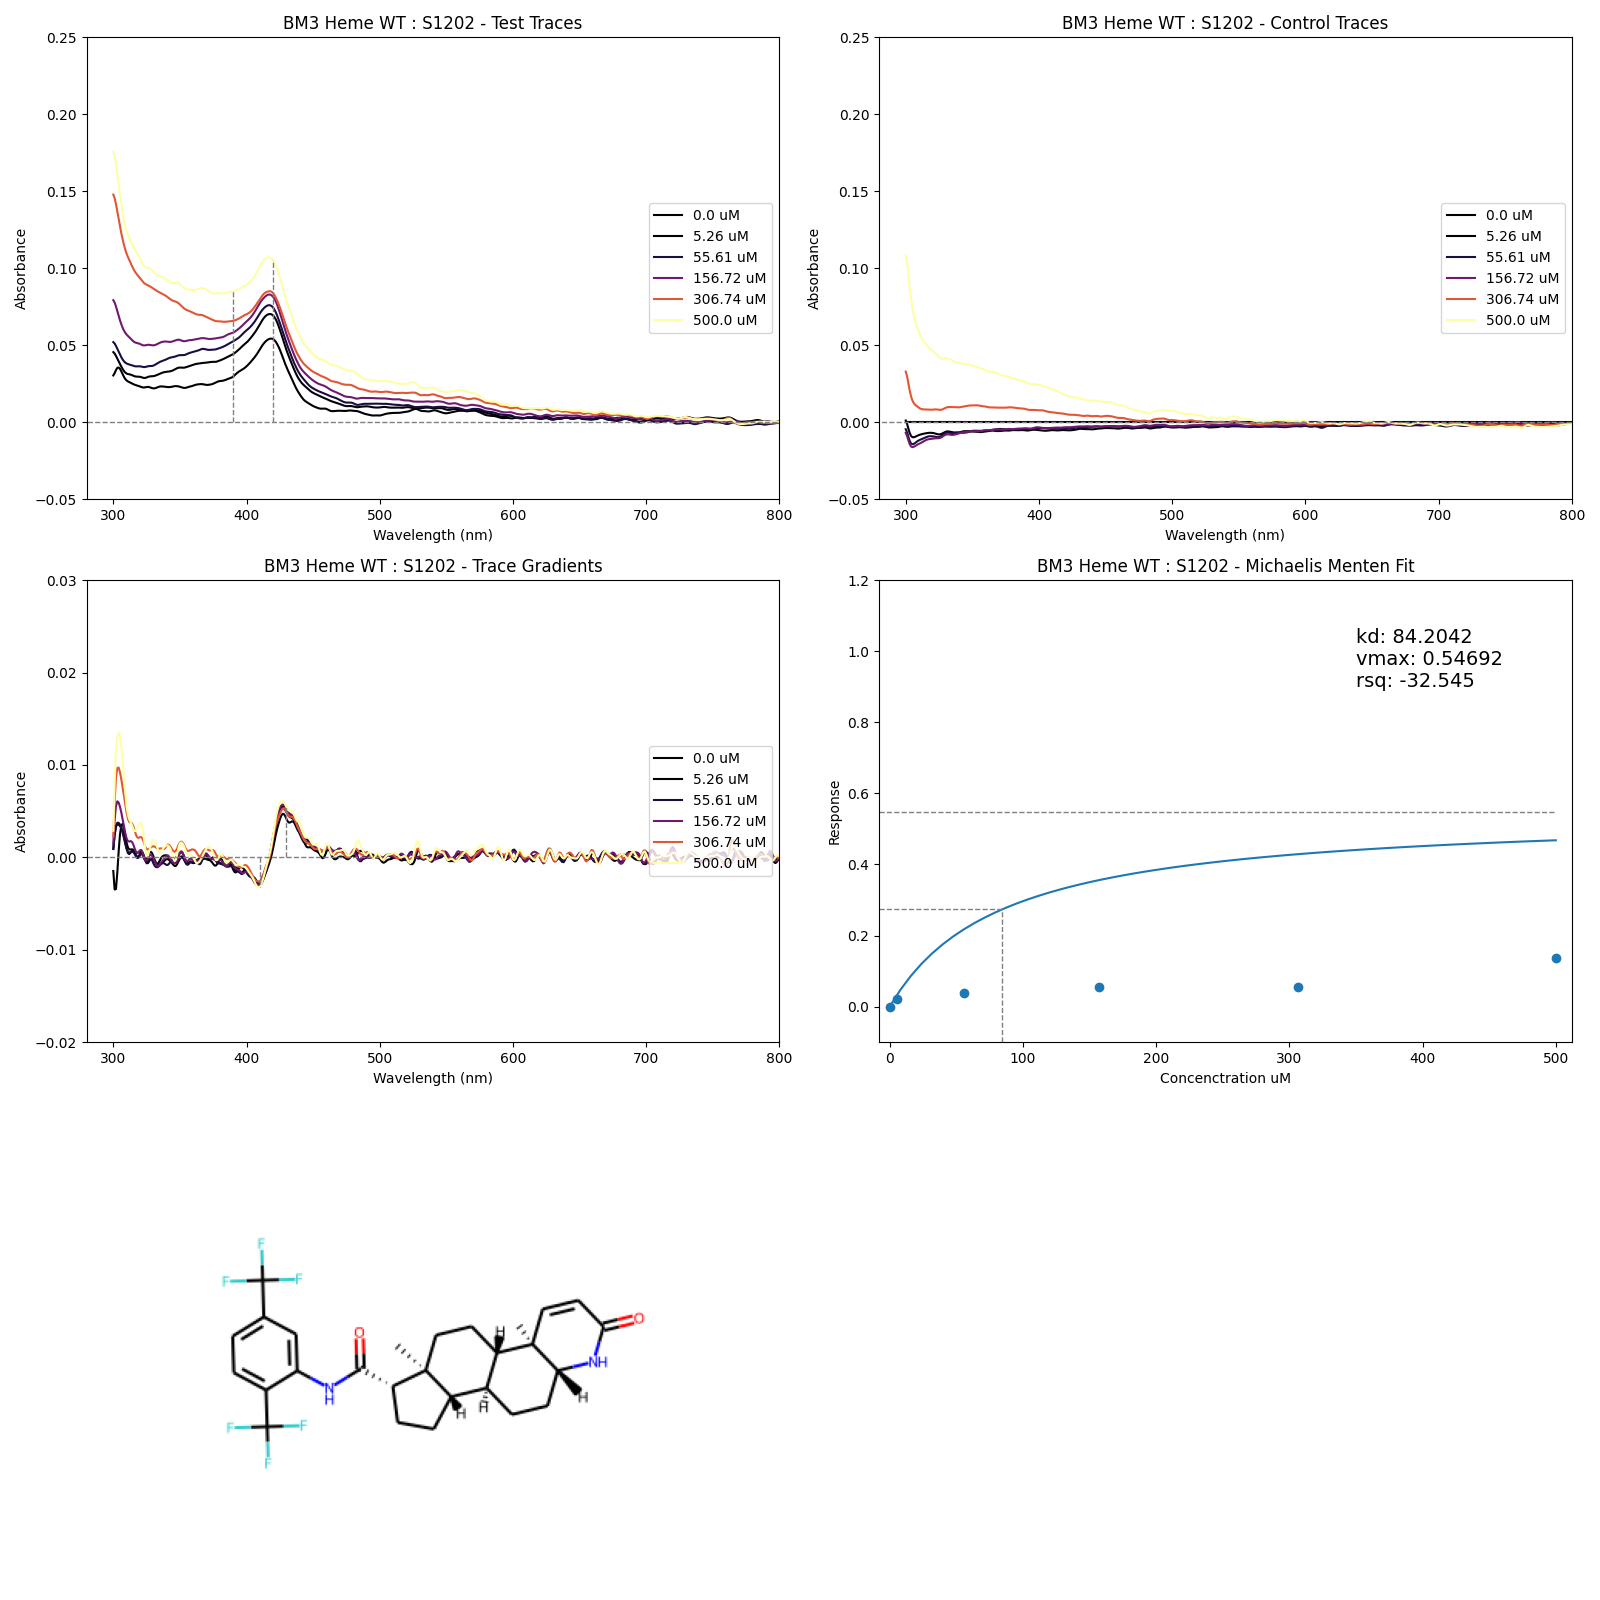 BM3 Heme WT : S1202 - Test Traces
0.25
0.20
0.15
0.10
0.05
0.00
−0.05
Absorbance
300 400 500 600 700 800
Wavelength (nm)
0.0 uM
5.26 uM
55.61 uM
156.72 uM
306.74 uM
500.0 uM
BM3 Heme WT : S1202 - Control Traces
0.25
0.20
0.15
0.10
0.05
0.00
−0.05
Absorbance
300 400 500 600 700 800
Wavelength (nm)
0.0 uM
5.26 uM
55.61 uM
156.72 uM
306.74 uM
500.0 uM
BM3 Heme WT : S1202 - Trace Gradients
0.03
0.02
0.01
0.00
−0.01
−0.02
Absorbance
300 400 500 600 700 800
Wavelength (nm)
0.0 uM
5.26 uM
55.61 uM
156.72 uM
306.74 uM
500.0 uM
BM3 Heme WT : S1202 - Michaelis Menten Fit
1.2
1.0
0.8
0.6
0.4
0.2
0.0
Response
kd: 84.2042
vmax: 0.54692
rsq: -32.545
0 100 200 300 400 500
Concenctration uM
F
F F
O
N
H
F F
F
H
H
H
H
NH
O